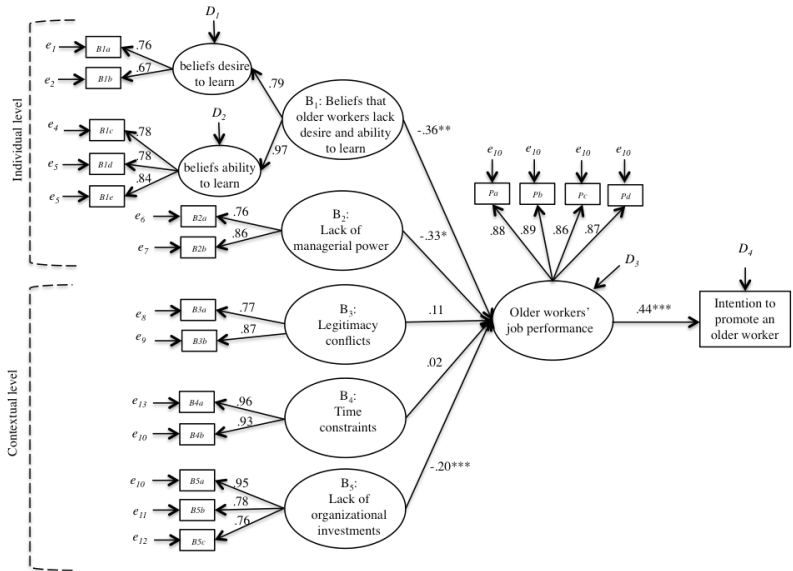 Individual level
Contextual level
D1
e1
B1a
.76
e2
B1b
.67
beliefs desire
to learn
.79
D2
e4
B1c
.78
e5
B1d
.78
e5
B1e
.84
beliefs ability
to learn
.97
B1: Beliefs that
older workers lack
desire and ability
to learn
-.36**
e6
B2a
.76
e7
B2b
.86
B2:
Lack of
managerial power
-.33*
e8
B3a
.77
e9
B3b
.87
B3:
Legitimacy
conflicts
.11
e13
B4a
.96
e10
B4b
.93
B4:
Time
constraints
.02
e10
B5a
.95
e11
B5b
.78
e12
B5c
.76
B5:
Lack of
organizational
investments
-.20***
e10 e10 e10 e10
Pa Pb Pc Pd
.88 .89 .86 .87
D3
Older workers'
job performance
.44***
D4
Intention to
promote an
older worker